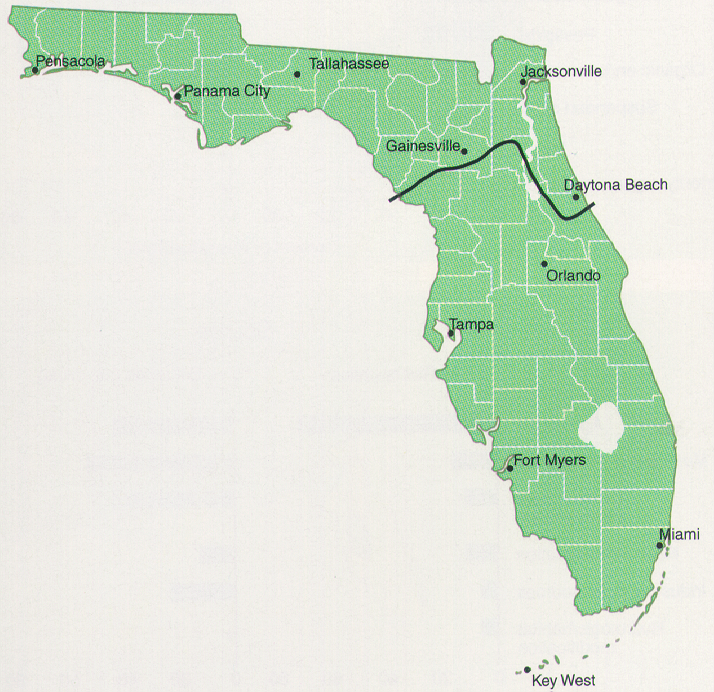 Pensacola
Tallahassee
Jacksonville
Panama City
Gainesville
Daytona Beach
Orlando
Tampa
Fort Myers
Miami
Key West